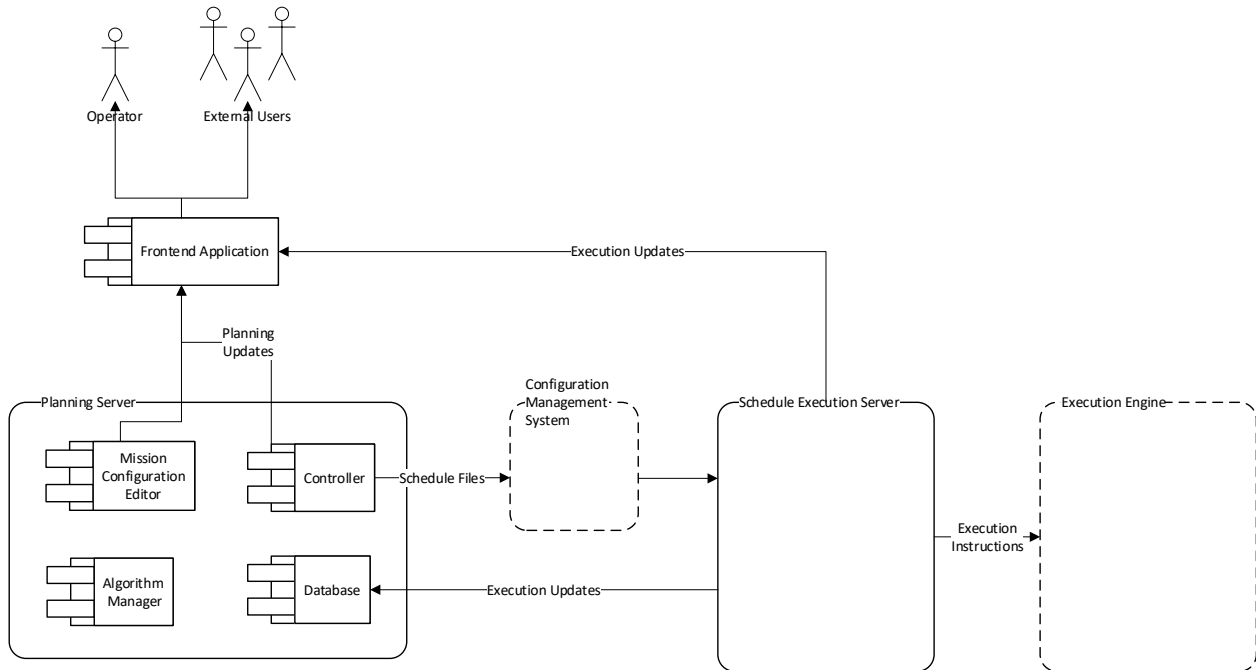 Operator
External Users
Frontend Application
Execution Updates
Planning
Updates
Planning Server
Configuration
Management
System
Schedule Execution Server
Execution Engine
Mission
Configuration
Editor
Controller
Schedule Files
Execution
Instructions
Algorithm
Manager
Database
Execution Updates